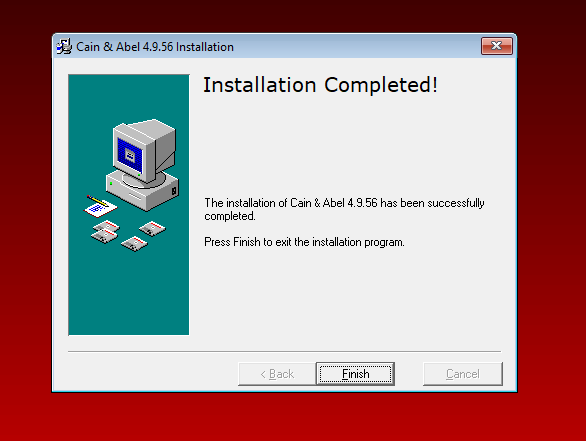 Cain & Abel 4.9.56 Installation
Installation Completed!
The installation of Cain & Abel 4.9.56 has been successfully
completed.
Press Finish to exit the installation program.
< Back
Finish
Cancel